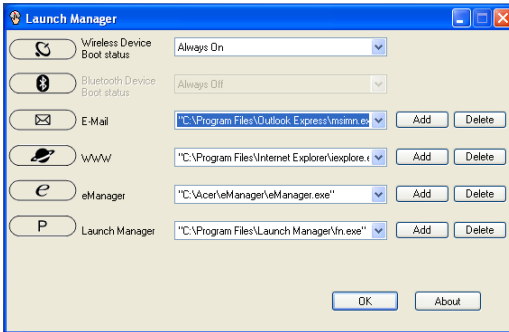 Launch Manager
Wireless Device
Boot status
Always On
Bluetooth Device
Boot status
Always Off
E-Mail
"C:\Program Files\Outlook Express\msimn.ex
Add
Delete
WWW
"C:\Program Files\Internet Explorer\iexplore.e
Add
Delete
e
eManager
"C:\Acer\eManager\eManager.exe"
Add
Delete
P
Launch Manager
"C:\Program Files\Launch Manager\fn.exe"
Add
Delete
OK
About